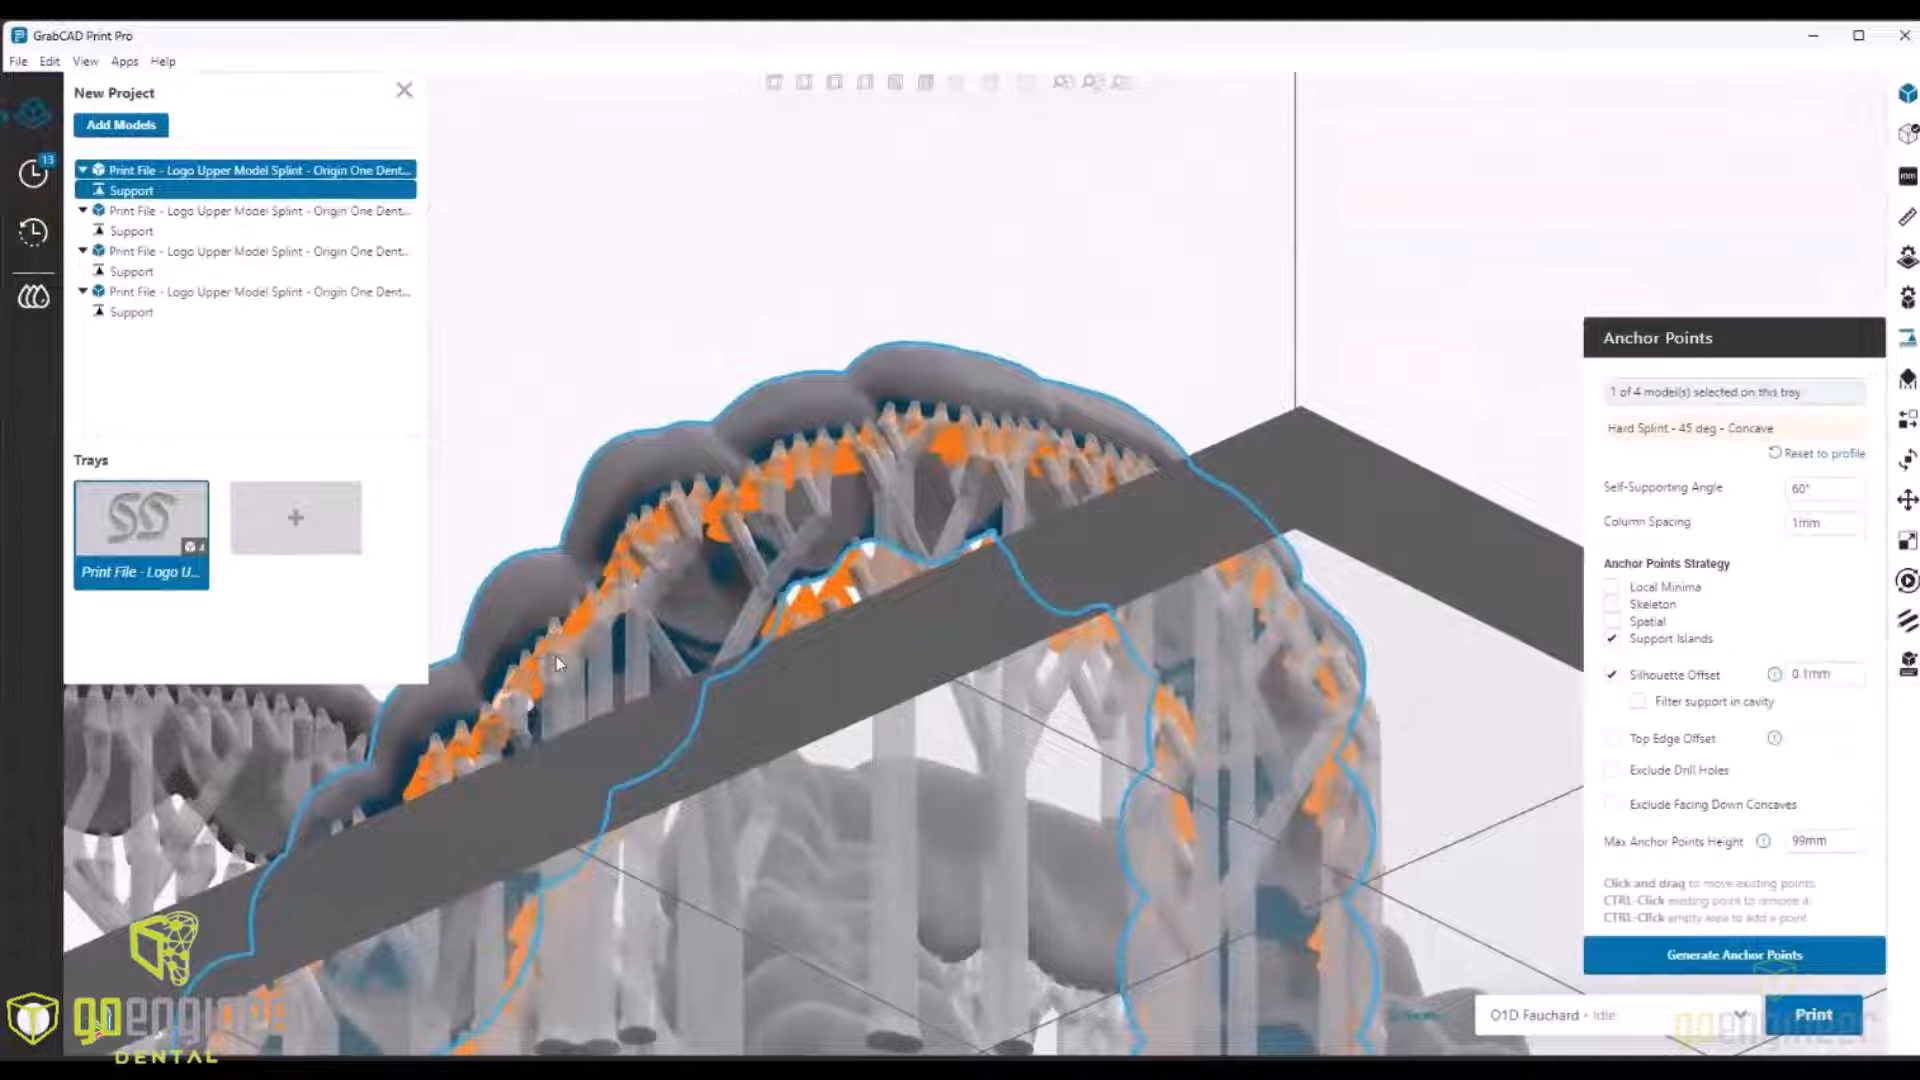 GrabCAD Print Pro
File Edit View Apps Help
New Project
Add Models
13
Print File - Logo Upper Model Splint - Origin One Dent...
Support
Print File - Logo Upper Model Splint - Origin One Dent...
Support
Print File - Logo Upper Model Splint - Origin One Dent...
Support
Print File - Logo Upper Model Splint - Origin One Dent...
Support
Trays
4
+
Print File - Logo U...
Anchor Points
1 of 4 model(s) selected on this tray
Hard Splint - 45 deg - Concave
Reset to profile
Self-Supporting Angle 60°
Column Spacing 1mm
Anchor Points Strategy
Local Minima
Skeleton
Spatial
Support Islands
Silhouette Offset 0.1mm
Filter support in cavity
Top Edge Offset
Exclude Drill Holes
Exclude Facing Down Concaves
Max Anchor Points Height 99mm
Click and drag to move existing points.
CTRL-Click existing point to remove it.
CTRL-Click empty area to add a point.
Generate Anchor Points
O1D Fauchard - Idle
Print
goengineer
DENTAL
goengineer